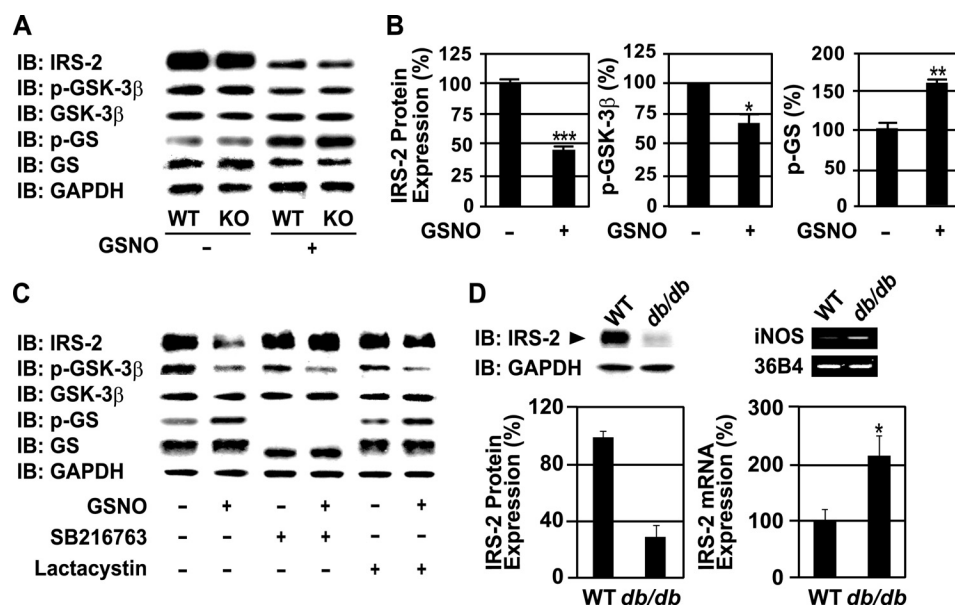 A
IB: IRS-2
IB: p-GSK-3β
IB: GSK-3β
IB: p-GS
IB: GS
IB: GAPDH
WT KO WT KO
GSNO - +
B
IRS-2 Protein
Expression (%)
125
100
75
50
25
0
***
GSNO - +
p-GSK-3β (%)
125
100
75
50
25
0
*
GSNO - +
p-GS (%)
200
150
100
50
0
**
GSNO - +
C
IB: IRS-2
IB: p-GSK-3β
IB: GSK-3β
IB: p-GS
IB: GS
IB: GAPDH
GSNO - + - + - +
SB216763 - - + + - -
Lactacystin - - - - + +
D
WT db/db
IB: IRS-2
IB: GAPDH
WT db/db
iNOS
36B4
IRS-2 Protein
Expression (%)
120
80
40
0
WT db/db
IRS-2 mRNA
Expression (%)
300
200
100
0
*
WT db/db